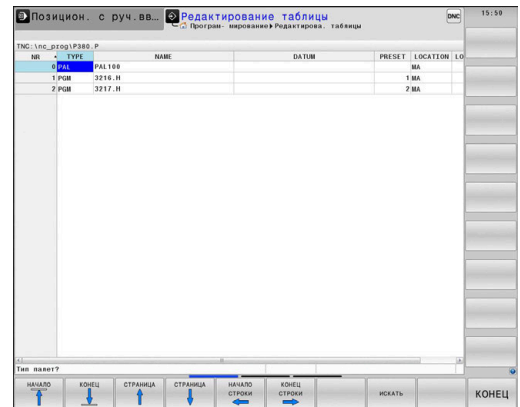 Позицион. с руч.вв… Редактирование таблицы DNC 15:50
Програм- мирование Редактирова. таблицы
TNC:\nc_prog\P380.P
NR TYPE NAME DATUM PRESET LOCATION LO
0 PAL PAL100 MA
1 PGM 3216.H 1 MA
2 PGM 3217.H 2 MA
Тип палет?
НАЧАЛО КОНЕЦ СТРАНИЦА СТРАНИЦА НАЧАЛО СТРОКИ КОНЕЦ СТРОКИ ИСКАТЬ КОНЕЦ